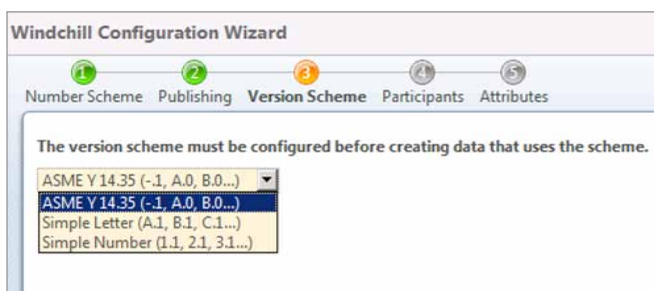 Windchill Configuration Wizard
1 2 3 4 5
Number Scheme Publishing Version Scheme Participants Attributes
The version scheme must be configured before creating data that uses the scheme.
ASME Y 14.35 (-.1, A.0, B.0...)
ASME Y 14.35 (-.1, A.0, B.0...)
Simple Letter (A.1, B.1, C.1...)
Simple Number (1.1, 2.1, 3.1...)